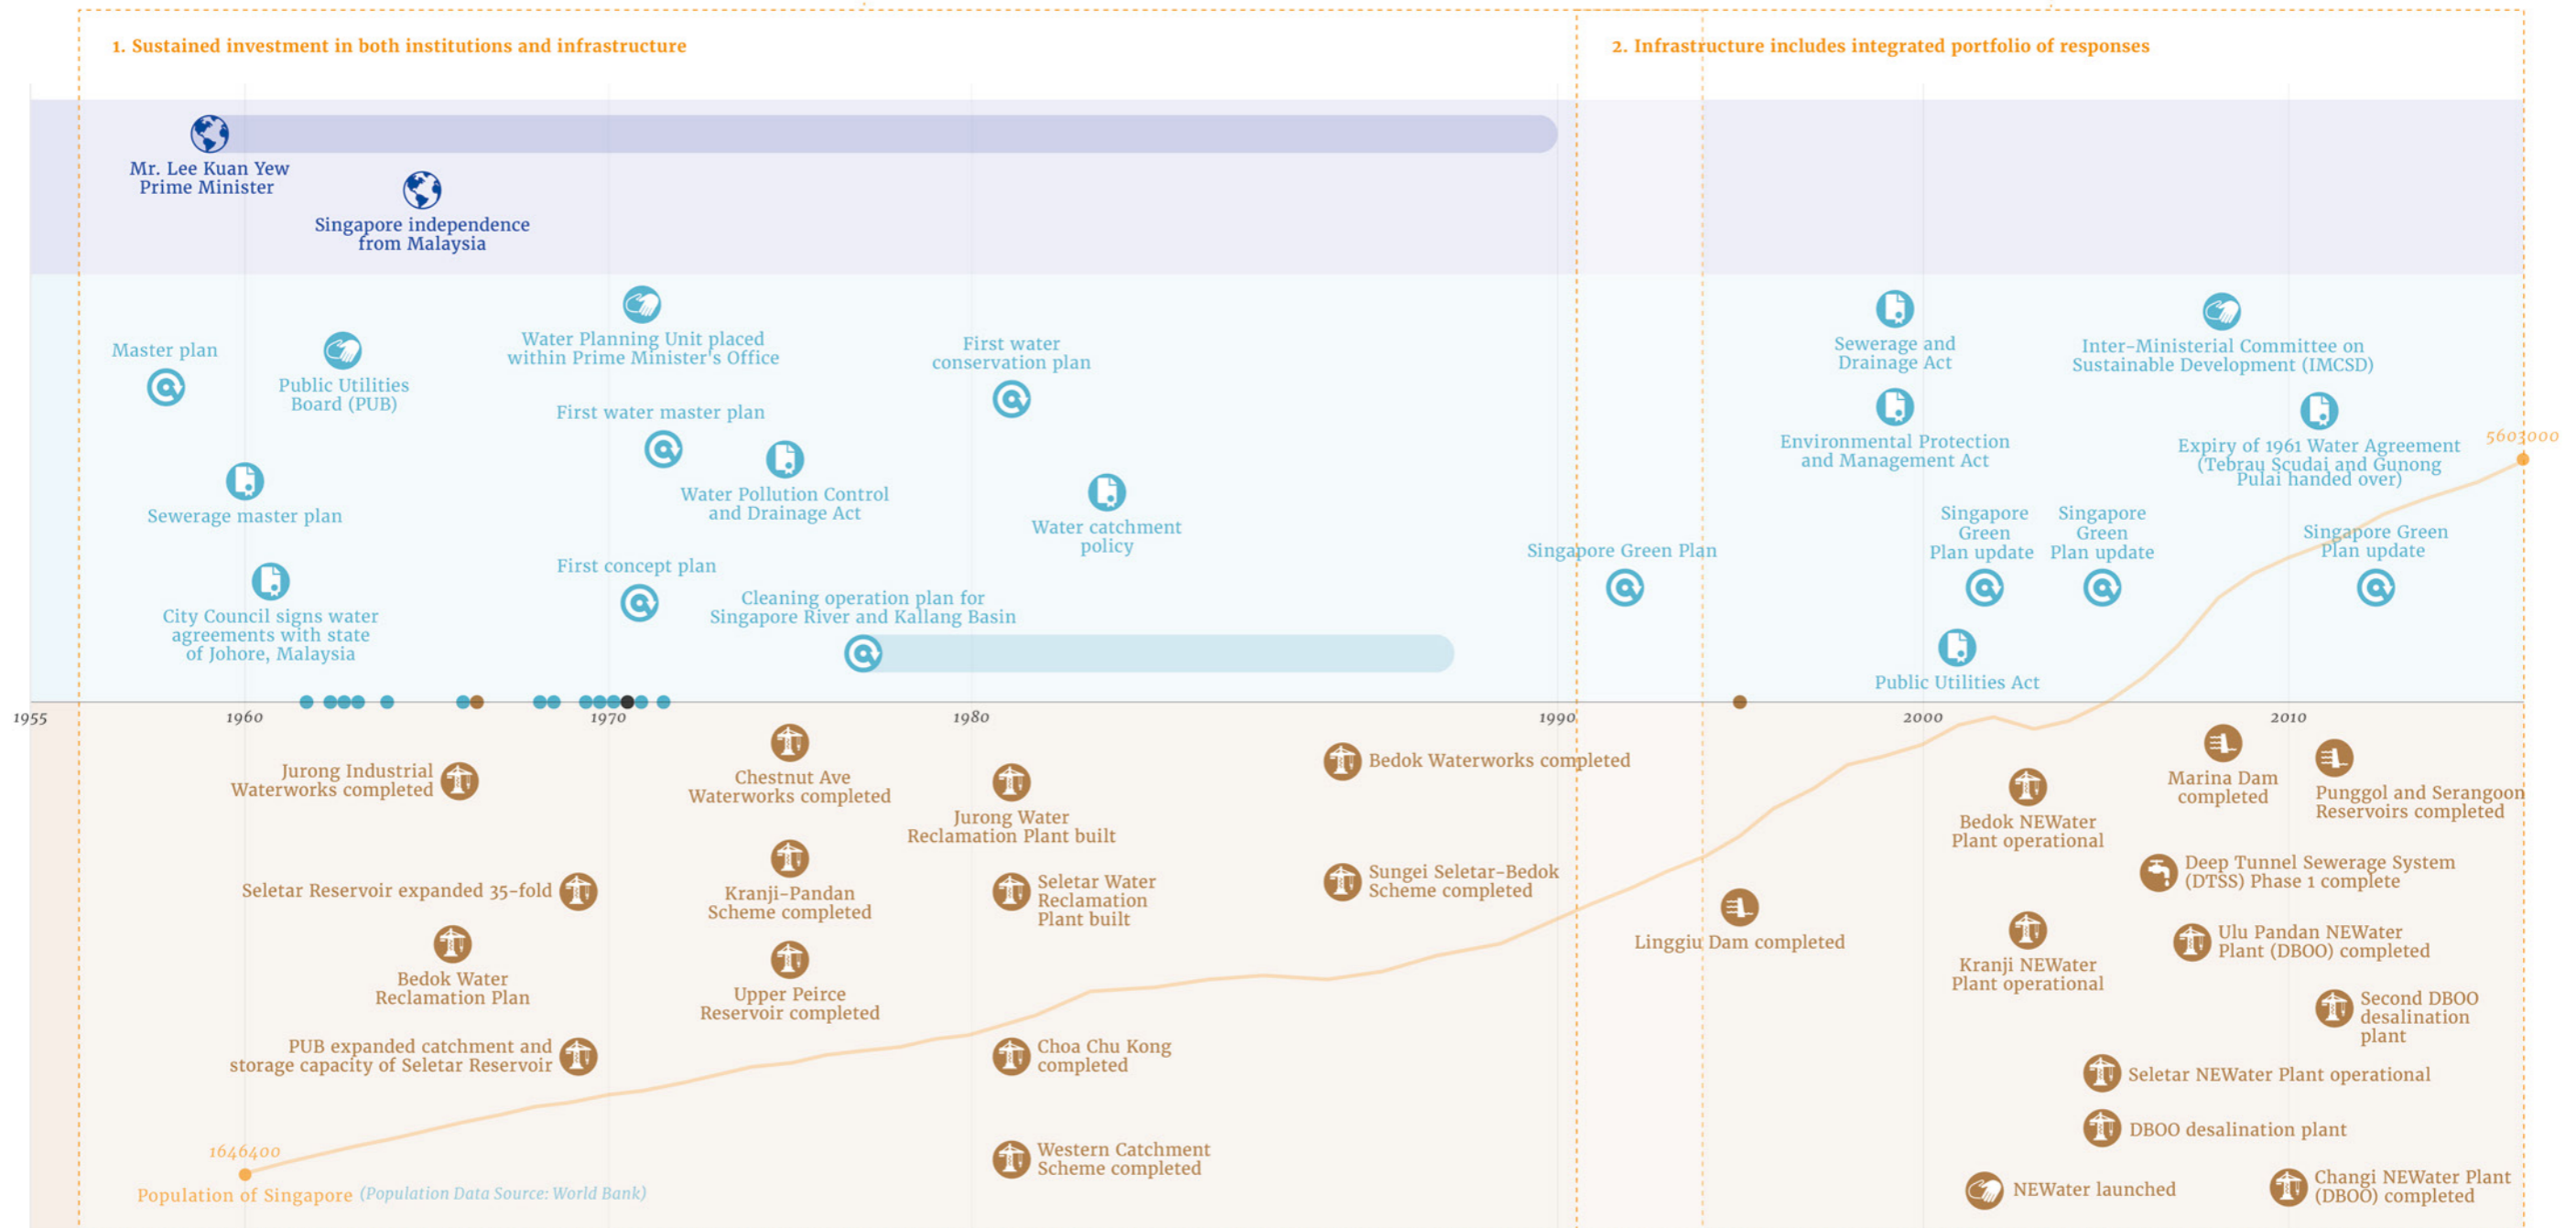 1. Sustained investment in both institutions and infrastructure
2. Infrastructure includes integrated portfolio of responses
Mr. Lee Kuan Yew
Prime Minister
Singapore independence
from Malaysia
Master plan
Public Utilities
Board (PUB)
Water Planning Unit placed
within Prime Minister's Office
First water
conservation plan
First water master plan
Sewerage master plan
Water Pollution Control
and Drainage Act
Water catchment
policy
First concept plan
City Council signs water
agreements with state
of Johore, Malaysia
Cleaning operation plan for
Singapore River and Kallang Basin
Singapore Green Plan
Sewerage and
Drainage Act
Environmental Protection
and Management Act
Inter-Ministerial Committee on
Sustainable Development (IMCSD)
Expiry of 1961 Water Agreement
(Tebrau Scudai and Gunong
Pulai handed over)
5603000
Singapore
Green
Plan update
Singapore
Green
Plan update
Singapore Green
Plan update
Public Utilities Act
1955
1960
1970
1980
1990
2000
2010
Jurong Industrial
Waterworks completed
Chestnut Ave
Waterworks completed
Jurong Water
Reclamation Plant built
Bedok Waterworks completed
Seletar Reservoir expanded 35-fold
Kranji-Pandan
Scheme completed
Seletar Water
Reclamation
Plant built
Sungei Seletar-Bedok
Scheme completed
Bedok Water
Reclamation Plan
Upper Peirce
Reservoir completed
PUB expanded catchment and
storage capacity of Seletar Reservoir
Choa Chu Kong
completed
Western Catchment
Scheme completed
Linggiu Dam completed
Bedok NEWater
Plant operational
Marina Dam
completed
Punggol and Serangoon
Reservoirs completed
Deep Tunnel Sewerage System
(DTSS) Phase 1 complete
Kranji NEWater
Plant operational
Ulu Pandan NEWater
Plant (DBOO) completed
Second DBOO
desalination
plant
Seletar NEWater Plant operational
DBOO desalination plant
NEWater launched
Changi NEWater Plant
(DBOO) completed
1646400
Population of Singapore (Population Data Source: World Bank)